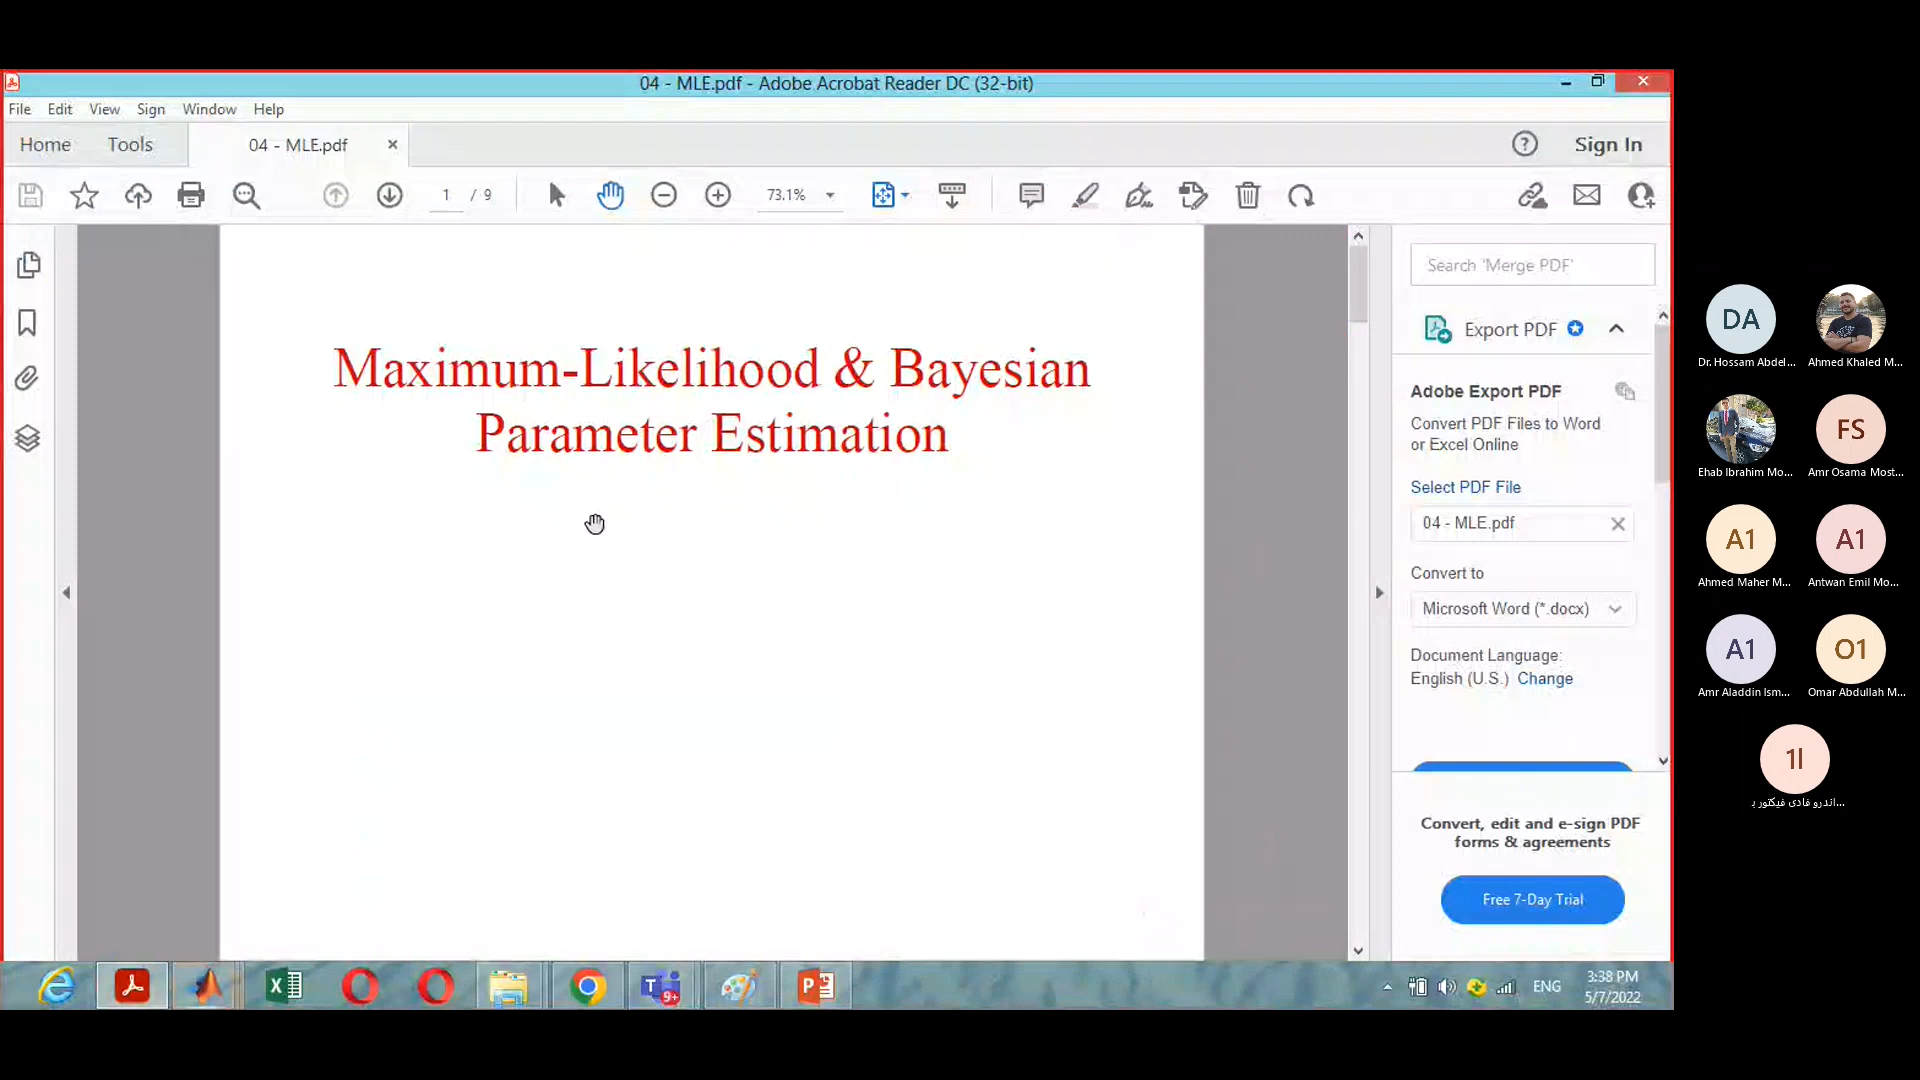 04 - MLE.pdf - Adobe Acrobat Reader DC (32-bit)
File Edit View Sign Window Help
Home Tools 04 - MLE.pdf × Sign In
1 / 9 73.1%
Maximum-Likelihood & Bayesian
Parameter Estimation
Search 'Merge PDF'
Export PDF
Adobe Export PDF
Convert PDF Files to Word
or Excel Online
Select PDF File
04 - MLE.pdf
Convert to
Microsoft Word (*.docx)
Document Language:
English (U.S.) Change
Convert, edit and e-sign PDF
forms & agreements
Free 7-Day Trial
9+
ENG
3:38 PM
5/7/2022
DA
Dr. Hossam Abdel... Ahmed Khaled M...
FS
Ehab Ibrahim Mo... Amr Osama Most...
A1 A1
Ahmed Maher M... Antwan Emil Mo...
A1 O1
Amr Aladdin Ism... Omar Abdullah M...
1I
اندرو فادى فيكتور ب...